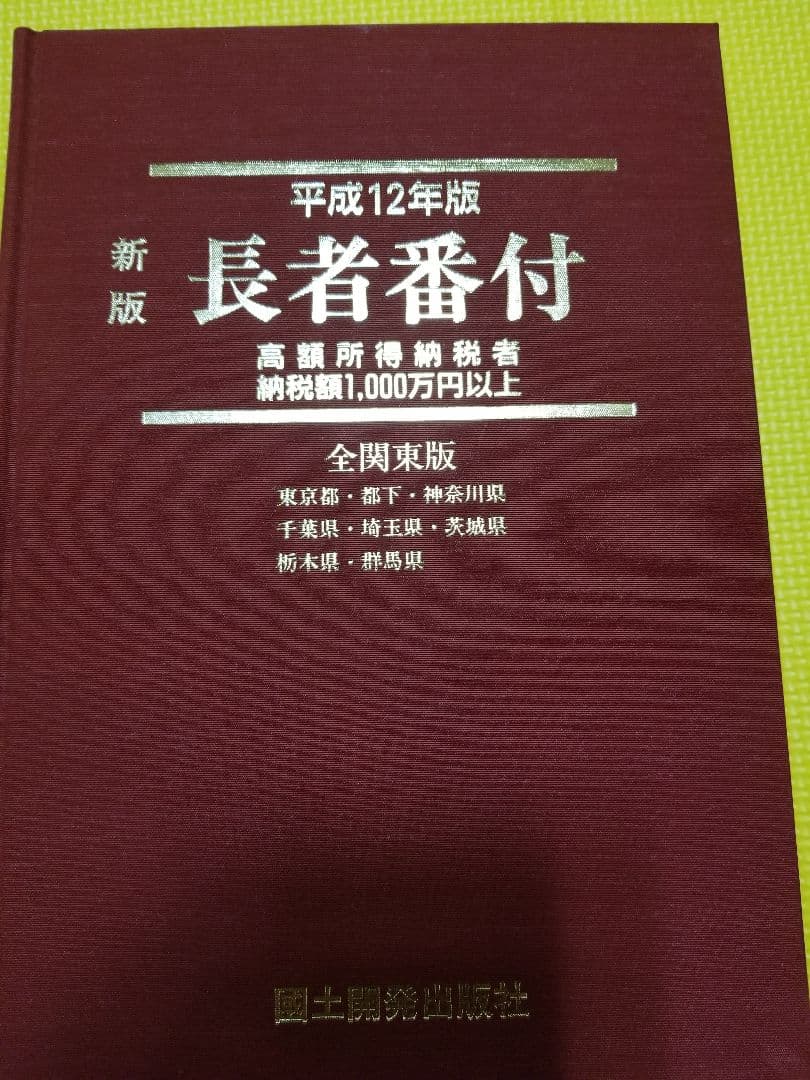 平成12年版
新版
長者番付
高額所得納税者
納税額1,000万円以上
全関東版
東京都・都下・神奈川県
千葉県・埼玉県・茨城県
栃木県・群馬県
國土開発出版社